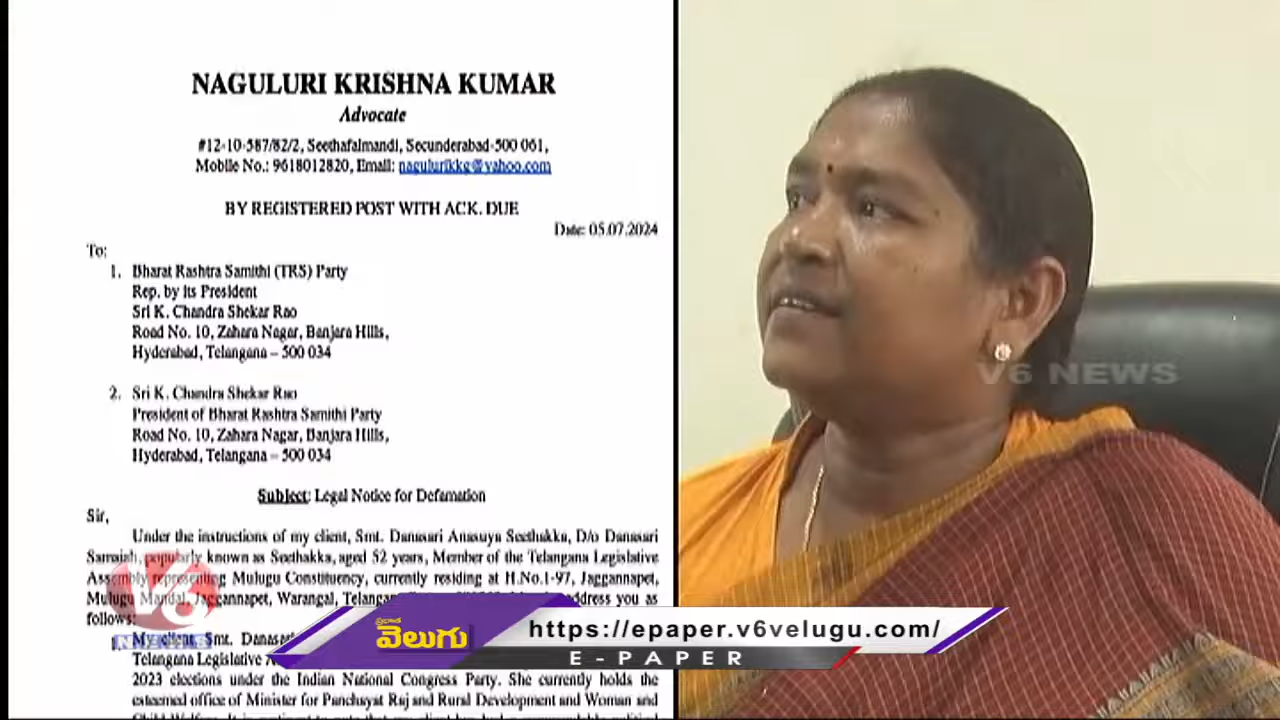 NAGULURI KRISHNA KUMAR
Advocate
#12-10-587/82/2, Seethafalmandi, Secunderabad-500 061,
Mobile No.: 9618012820, Email: nagulurikkg@yahoo.com
BY REGISTERED POST WITH ACK. DUE
Date: 05.07.2024
To:
1. Bharat Rashtra Samithi (TRS) Party
Rep. by its President
Sri K. Chandra Shekar Rao
Road No. 10, Zahara Nagar, Banjara Hills,
Hyderabad, Telangana – 500 034
2. Sri K. Chandra Shekar Rao
President of Bharat Rashtra Samithi Party
Road No. 10, Zahara Nagar, Banjara Hills,
Hyderabad, Telangana – 500 034
Subject: Legal Notice for Defamation
Sir,
Under the instructions of my client, Smt. Danasari Anasuya Seethakka, D/o Danasari
Samaiah, popularly known as Seethakka, aged 52 years, Member of the Telangana Legislative
Assembly representing Mulugu Constituency, currently residing at H.No.1-97, Jaggannapet,
Mulugu Mandal, Jaggannapet, Warangal, address you as
follows:
My client, Smt.
Telangana Legislative
2023 elections under the Indian National Congress Party. She currently holds the
esteemed office of Minister for Panchayat Raj and Rural Development and Woman and
V6 NEWS
V6
ప్రభాత
వెలుగు
https://epaper.v6velugu.com/
E-PAPER